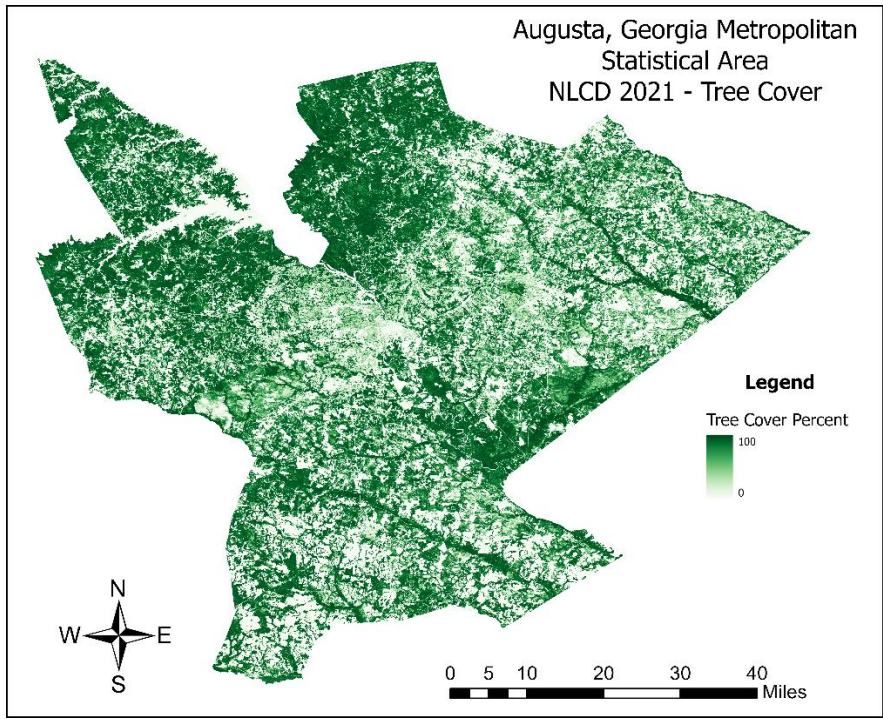 Augusta, Georgia Metropolitan
Statistical Area
NLCD 2021 - Tree Cover
Legend
Tree Cover Percent
100
0
N
W E
S
0 5 10 20 30 40
Miles